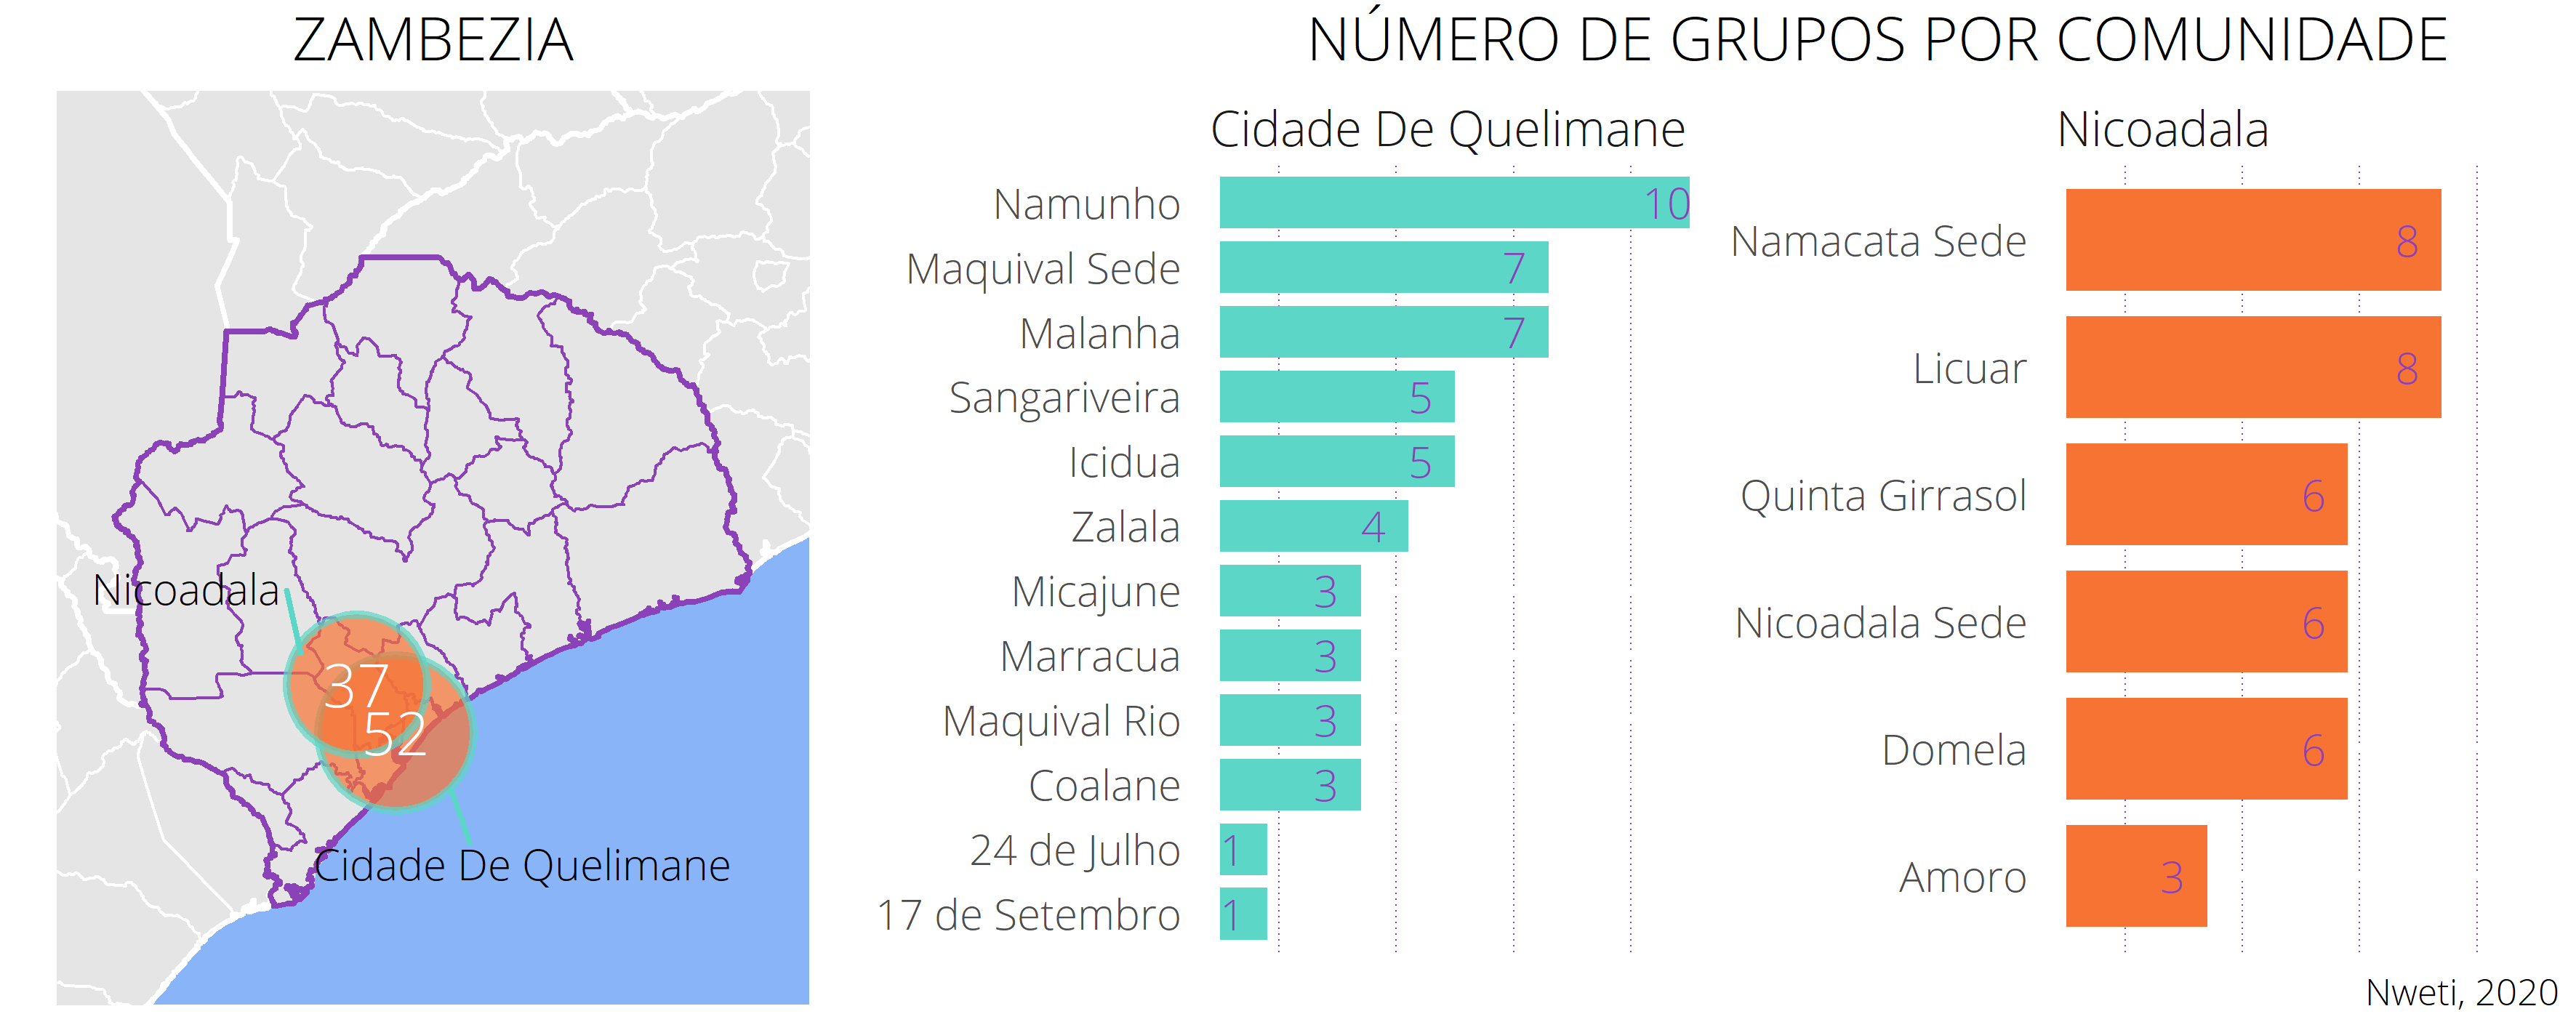 ZAMBEZIA
Nicoadala
37
52
Cidade De Quelimane
NÚMERO DE GRUPOS POR COMUNIDADE
Cidade De Quelimane
Namunho 10
Maquival Sede 7
Malanha 7
Sangariveira 5
Icidua 5
Zalala 4
Micajune 3
Marracua 3
Maquival Rio 3
Coalane 3
24 de Julho 1
17 de Setembro 1
Nicoadala
Namacata Sede 8
Licuar 8
Quinta Girrasol 6
Nicoadala Sede 6
Domela 6
Amoro 3
Nweti, 2020